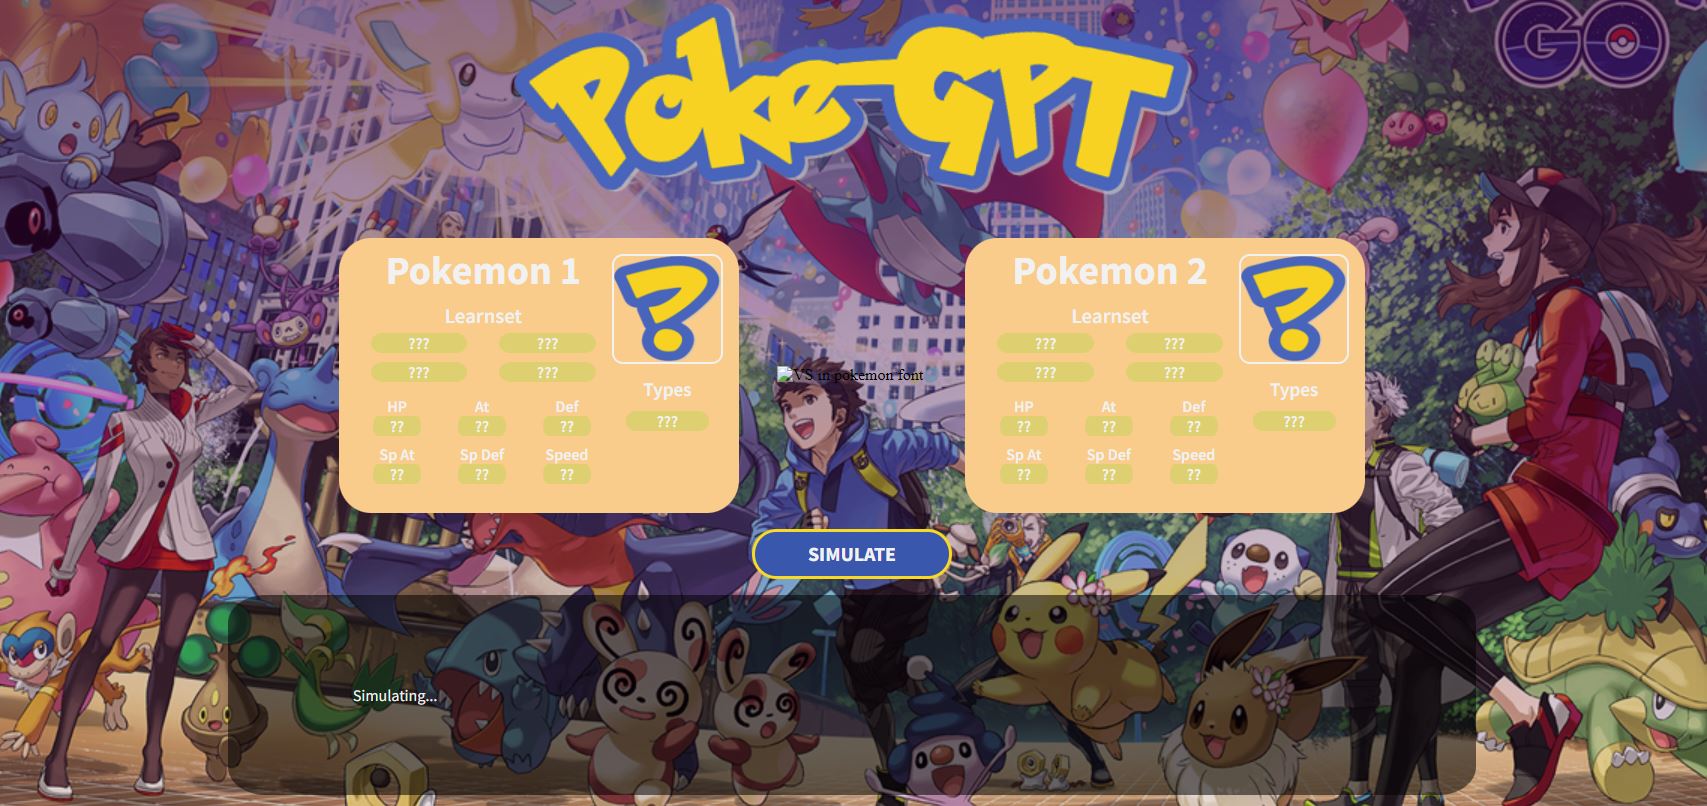 GO
Poke-GPT
Pokemon 1
Learnset
??? ???
??? ???
HP At Def
?? ?? ??
Sp At Sp Def Speed
?? ?? ??
?
Types
???
VS in pokemon font
Pokemon 2
Learnset
??? ???
??? ???
HP At Def
?? ?? ??
Sp At Sp Def Speed
?? ?? ??
?
Types
???
SIMULATE
Simulating...